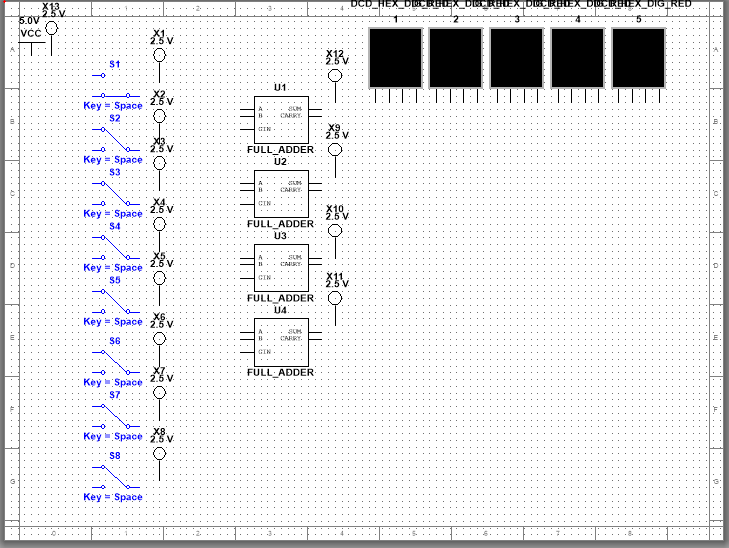 X13
2.5 V
5.0V
VCC
DCD_HEX_DIG_RED
1
2
3
4
5
X1
2.5 V
S1
Key = Space
X2
2.5 V
S2
Key = Space
X3
2.5 V
S3
Key = Space
X4
2.5 V
S4
Key = Space
X5
2.5 V
S5
Key = Space
X6
2.5 V
S6
Key = Space
X7
2.5 V
S7
Key = Space
X8
2.5 V
S8
Key = Space
U1
A
B
CIN
SUM
CARRY
FULL_ADDER
U2
A
B
CIN
SUM
CARRY
FULL_ADDER
U3
A
B
CIN
SUM
CARRY
FULL_ADDER
U4
A
B
CIN
SUM
CARRY
FULL_ADDER
X12
2.5 V
X9
2.5 V
X10
2.5 V
X11
2.5 V